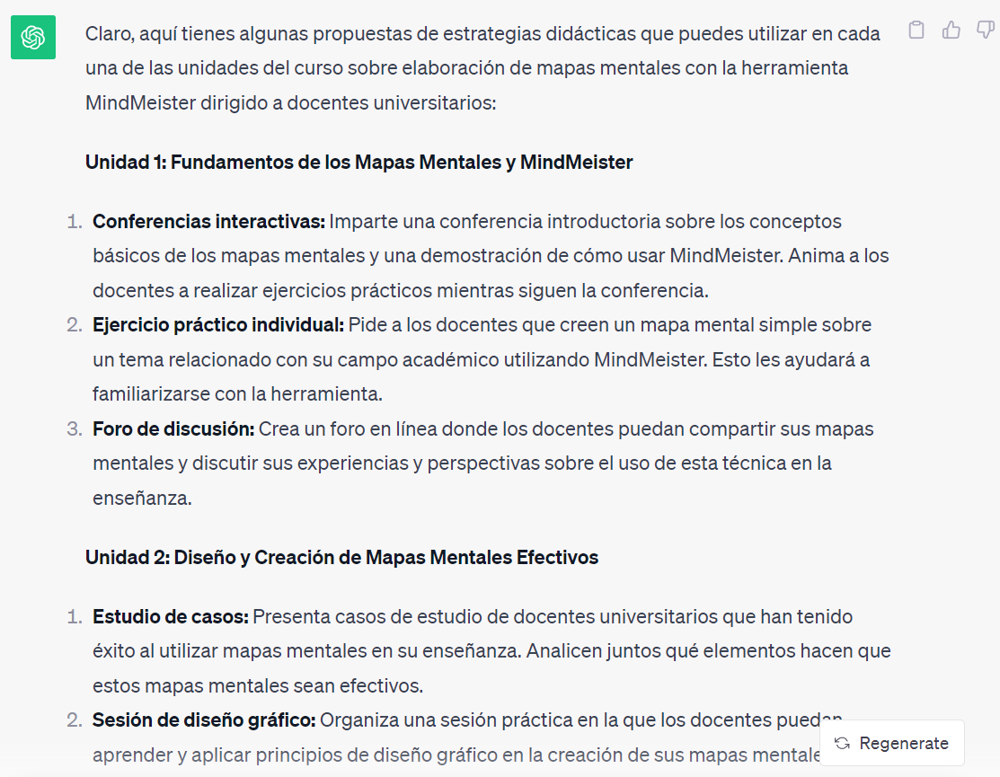 Claro, aquí tienes algunas propuestas de estrategias didácticas que puedes utilizar en cada
una de las unidades del curso sobre elaboración de mapas mentales con la herramienta
MindMeister dirigido a docentes universitarios:
Unidad 1: Fundamentos de los Mapas Mentales y MindMeister
1. Conferencias interactivas: Imparte una conferencia introductoria sobre los conceptos
básicos de los mapas mentales y una demostración de cómo usar MindMeister. Anima a los
docentes a realizar ejercicios prácticos mientras siguen la conferencia.
2. Ejercicio práctico individual: Pide a los docentes que creen un mapa mental simple sobre
un tema relacionado con su campo académico utilizando MindMeister. Esto les ayudará a
familiarizarse con la herramienta.
3. Foro de discusión: Crea un foro en línea donde los docentes puedan compartir sus mapas
mentales y discutir sus experiencias y perspectivas sobre el uso de esta técnica en la
enseñanza.
Unidad 2: Diseño y Creación de Mapas Mentales Efectivos
1. Estudio de casos: Presenta casos de estudio de docentes universitarios que han tenido
éxito al utilizar mapas mentales en su enseñanza. Analicen juntos qué elementos hacen que
estos mapas mentales sean efectivos.
2. Sesión de diseño gráfico: Organiza una sesión práctica en la que los docentes puedan
aprender y aplicar principios de diseño gráfico en la creación de sus mapas mentale
Regenerate